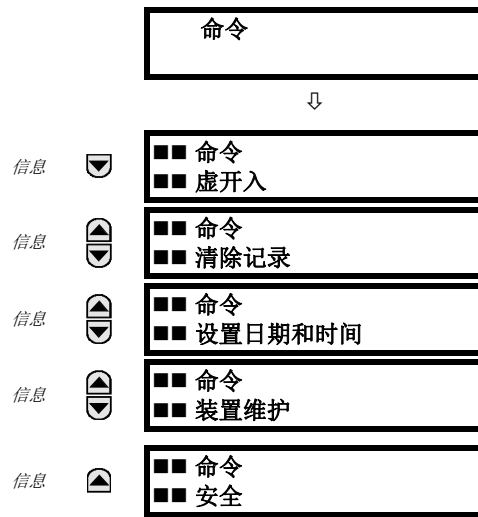 命令
⇩
信息 ■■ 命令
■■ 虚开入
信息 ■■ 命令
■■ 清除记录
信息 ■■ 命令
■■ 设置日期和时间
信息 ■■ 命令
■■ 装置维护
信息 ■■ 命令
■■ 安全